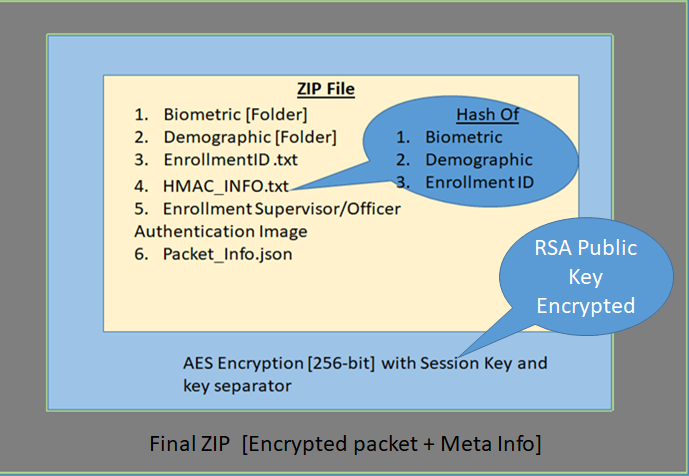 ZIP File
1. Biometric [Folder]
2. Demographic [Folder]
3. EnrollmentID.txt
4. HMAC_INFO.txt
5. Enrollment Supervisor/Officer
Authentication Image
6. Packet_Info.json
Hash Of
1. Biometric
2. Demographic
3. Enrollment ID
RSA Public
Key
Encrypted
AES Encryption [256-bit] with Session Key and
key separator
Final ZIP [Encrypted packet + Meta Info]